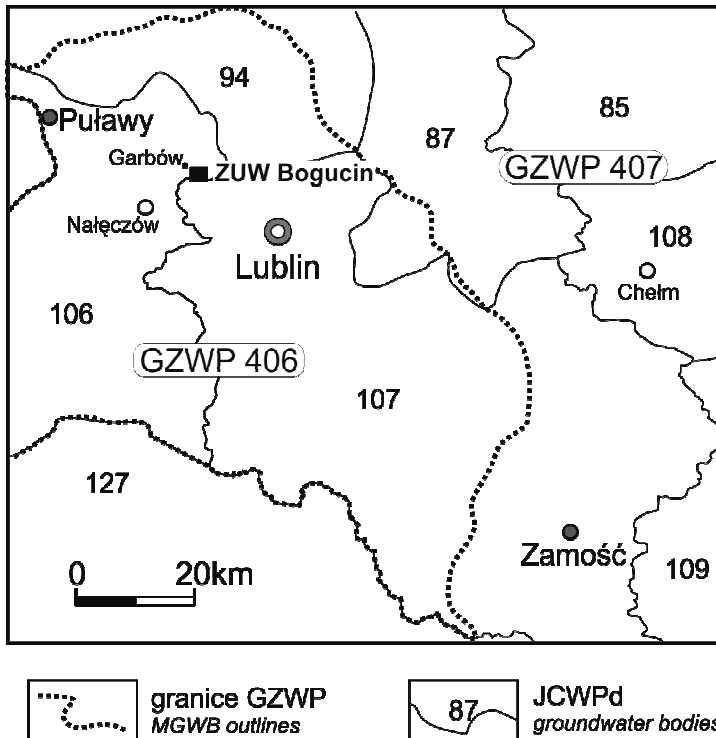 94
85
Puławy
87
Garbów
ZUW Bogucin
GZWP 407
Nałęczów
108
Lublin
Chełm
106
GZWP 406
107
127
Zamość
0 20km
109
granice GZWP
MGWB outlines
87
JCWPd
groundwater bodies